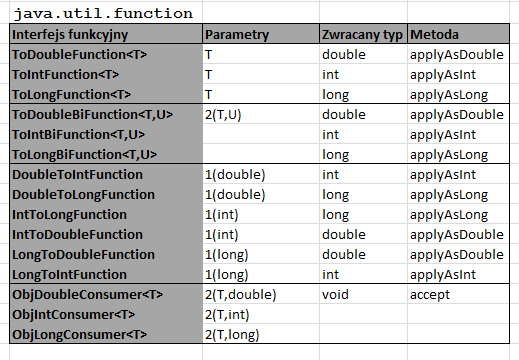 java.util.function
Interfejs funkcyjny Parametry Zwracany typ Metoda
ToDoubleFunction<T> T double applyAsDouble
ToIntFunction<T> T int applyAsInt
ToLongFunction<T> T long applyAsLong
ToDoubleBiFunction<T,U> 2(T,U) double applyAsDouble
ToIntBiFunction<T,U> int applyAsInt
ToLongBiFunction<T,U> long applyAsLong
DoubleToIntFunction 1(double) int applyAsInt
DoubleToLongFunction 1(double) long applyAsLong
IntToLongFunction 1(int) long applyAsLong
IntToDoubleFunction 1(int) double applyAsDouble
LongToDoubleFunction 1(long) double applyAsDouble
LongToIntFunction 1(long) int applyAsInt
ObjDoubleConsumer<T> 2(T,double) void accept
ObjIntConsumer<T> 2(T,int)
ObjLongConsumer<T> 2(T,long)